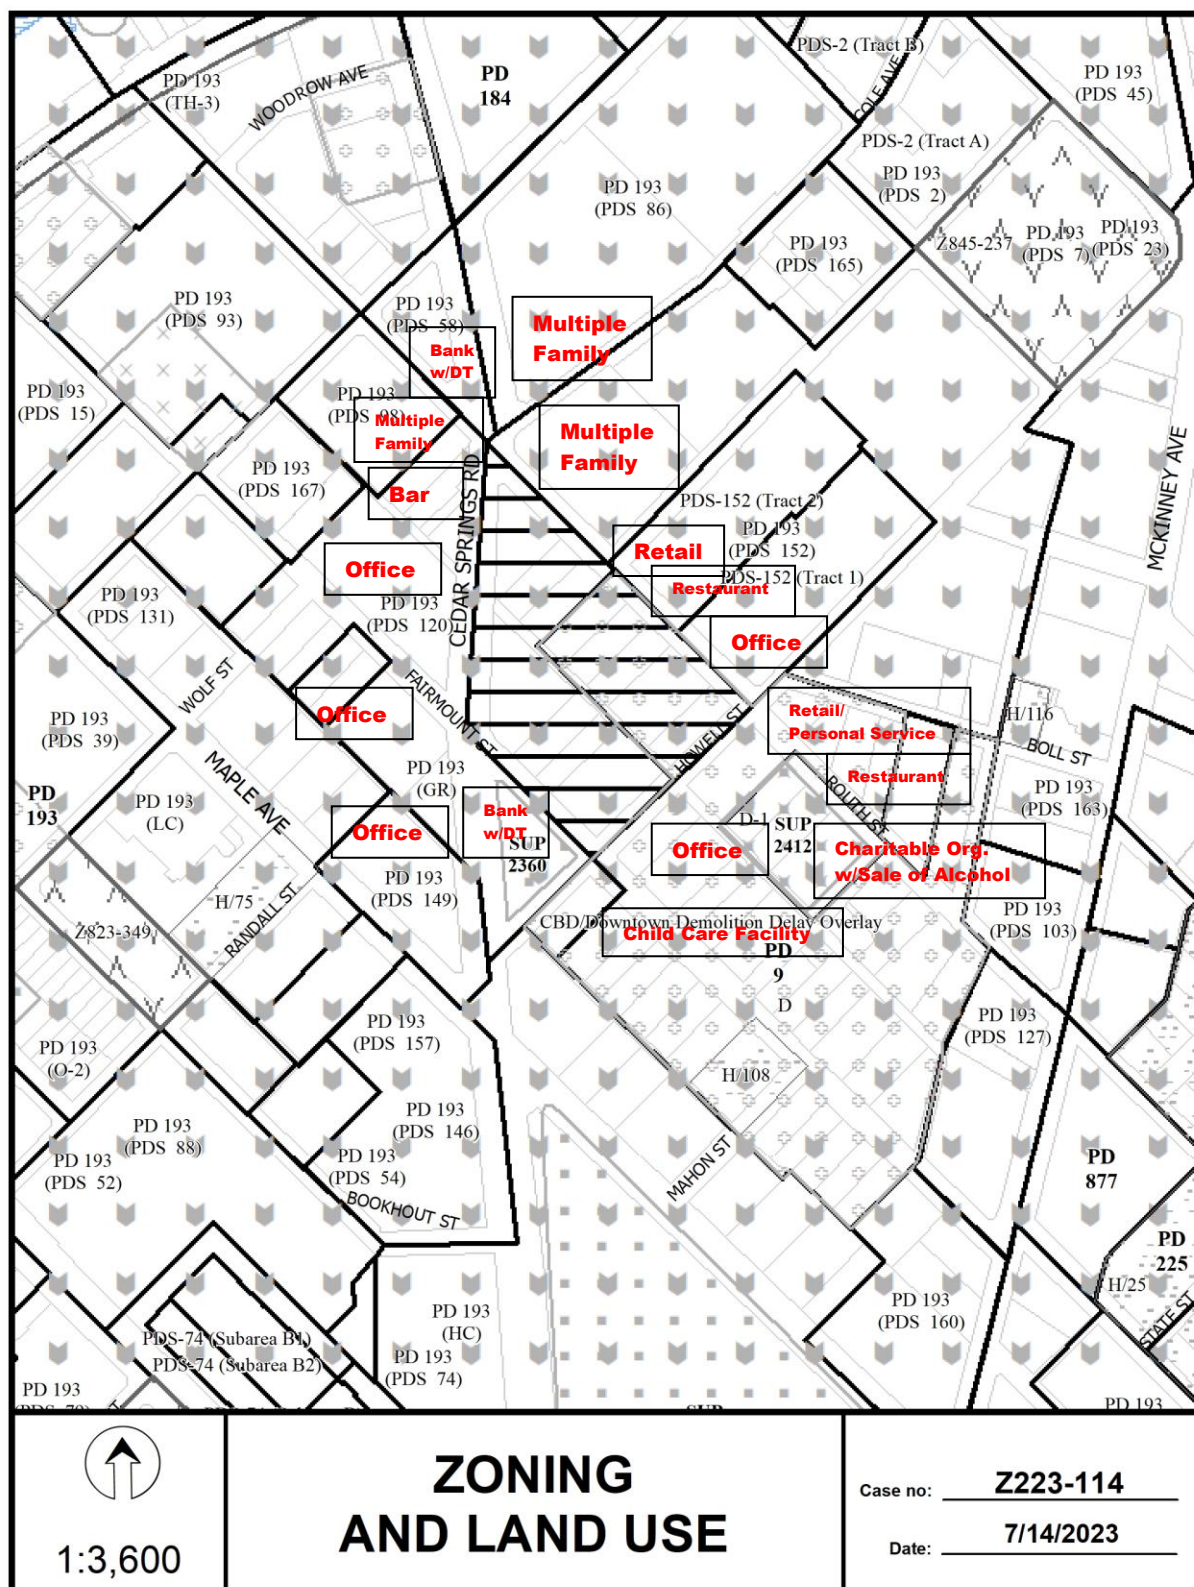 PD 193
(TH-3)
WOODROW AVE
PD
184
PDS-2 (Tract B)
COLE AVE
PD 193
(PDS 45)
PDS-2 (Tract A)
PD 193
(PDS 2)
PD 193
(PDS 86)
PD 193
(PDS 165)
Z845-237
PD 193
(PDS 7)
PD 193
(PDS 23)
PD 193
(PDS 93)
PD 193
(PDS 58)
Multiple
Family
Bank
w/DT
PD 193
(PDS 15)
PD 193
(PDS 98)
Multiple
Family
Multiple
Family
MCKINNEY AVE
PD 193
(PDS 167)
Bar
CEDAR SPRINGS RD
PDS-152 (Tract 2)
PD 193
(PDS 152)
Retail
PDS-152 (Tract 1)
Restaurant
Office
PD 193
(PDS 131)
PD 193
(PDS 120)
Office
WOLF ST
FAIRMOUNT ST
Office
PD 193
(PDS 39)
HOWELL ST
Retail/
Personal Service
H/116
BOLL ST
MAPLE AVE
PD 193
(GR)
Restaurant
ROUTH ST
PD
193
PD 193
(LC)
PD 193
(PDS 163)
Office
Bank
w/DT
SUP
2360
D-1
SUP
2412
Office
Charitable Org.
w/Sale of Alcohol
H/75
PD 193
(PDS 149)
RANDALL ST
Z823-349
CBD/Downtown Demolition Delay Overlay
Child Care Facility
PD 193
(PDS 103)
PD
9
D
PD 193
(PDS 157)
PD 193
(PDS 127)
PD 193
(O-2)
H/108
PD 193
(PDS 88)
PD 193
(PDS 146)
PD 193
(PDS 52)
PD 193
(PDS 54)
MAHON ST
PD
877
BOOKHOUT ST
PD
225
H/25
STATE ST
PD 193
(HC)
PD 193
(PDS 160)
PDS-74 (Subarea B1)
PDS-74 (Subarea B2)
PD 193
(PDS 74)
PD 193
PD 193
SUP
1:3,600
ZONING
AND LAND USE
Case no: Z223-114
Date: 7/14/2023